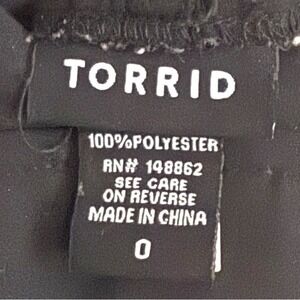 TORRID
100%POLYESTER
RN# 148862
SEE CARE
ON REVERSE
MADE IN CHINA
0